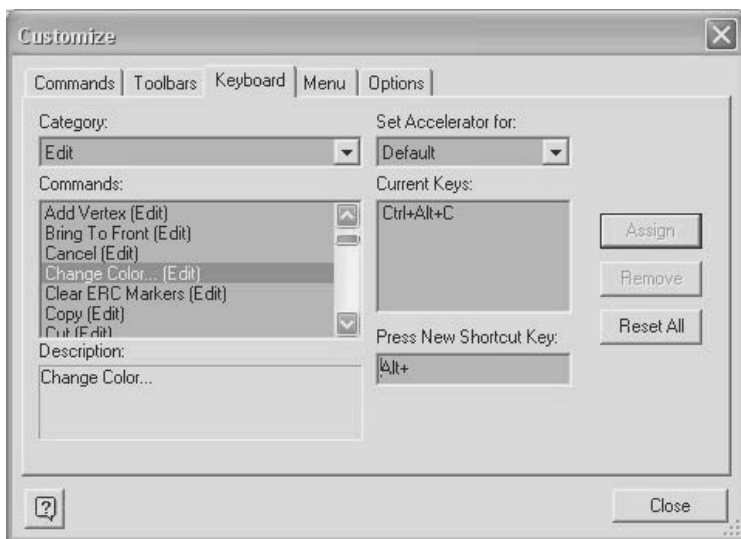 Customize
Commands Toolbars Keyboard Menu Options
Category:
Edit
Set Accelerator for:
Default
Commands:
Add Vertex (Edit)
Bring To Front (Edit)
Cancel (Edit)
Change Color... (Edit)
Clear ERC Markers (Edit)
Copy (Edit)
Cut (Edit)
Current Keys:
Ctrl+Alt+C
Assign
Remove
Reset All
Description:
Change Color...
Press New Shortcut Key:
Alt+
?
Close